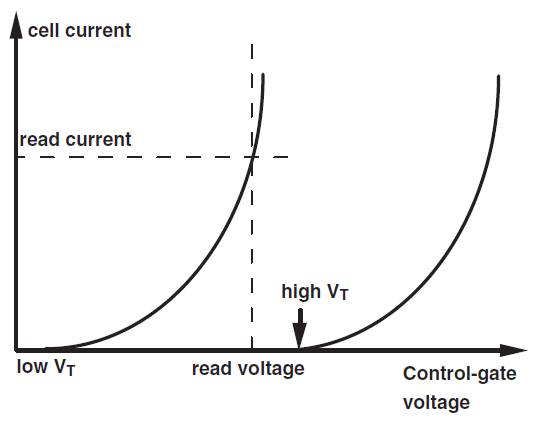 cell current
read current
high VT
low VT
read voltage
Control-gate
voltage